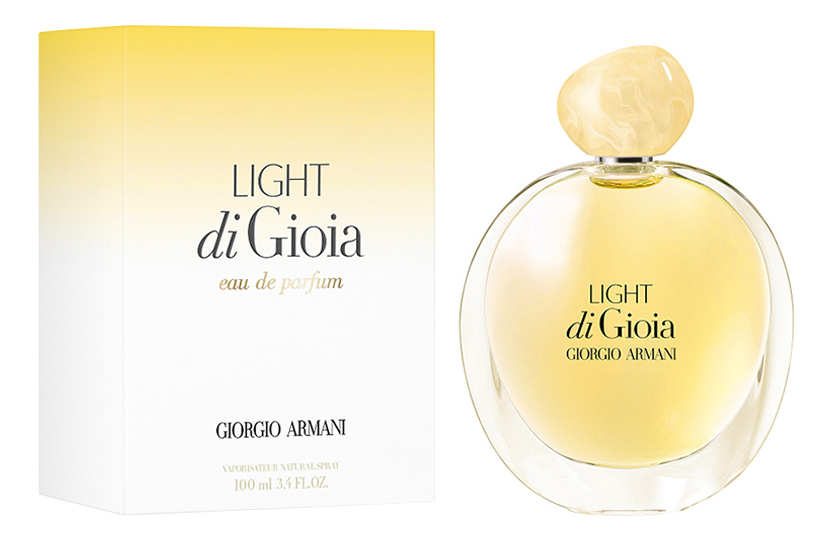 LIGHT
di Gioia
eau de parfum
GIORGIO ARMANI
VAPORISATEUR NATURAL SPRAY
100 ml 3.4 FL.OZ.
LIGHT
di Gioia
GIORGIO ARMANI